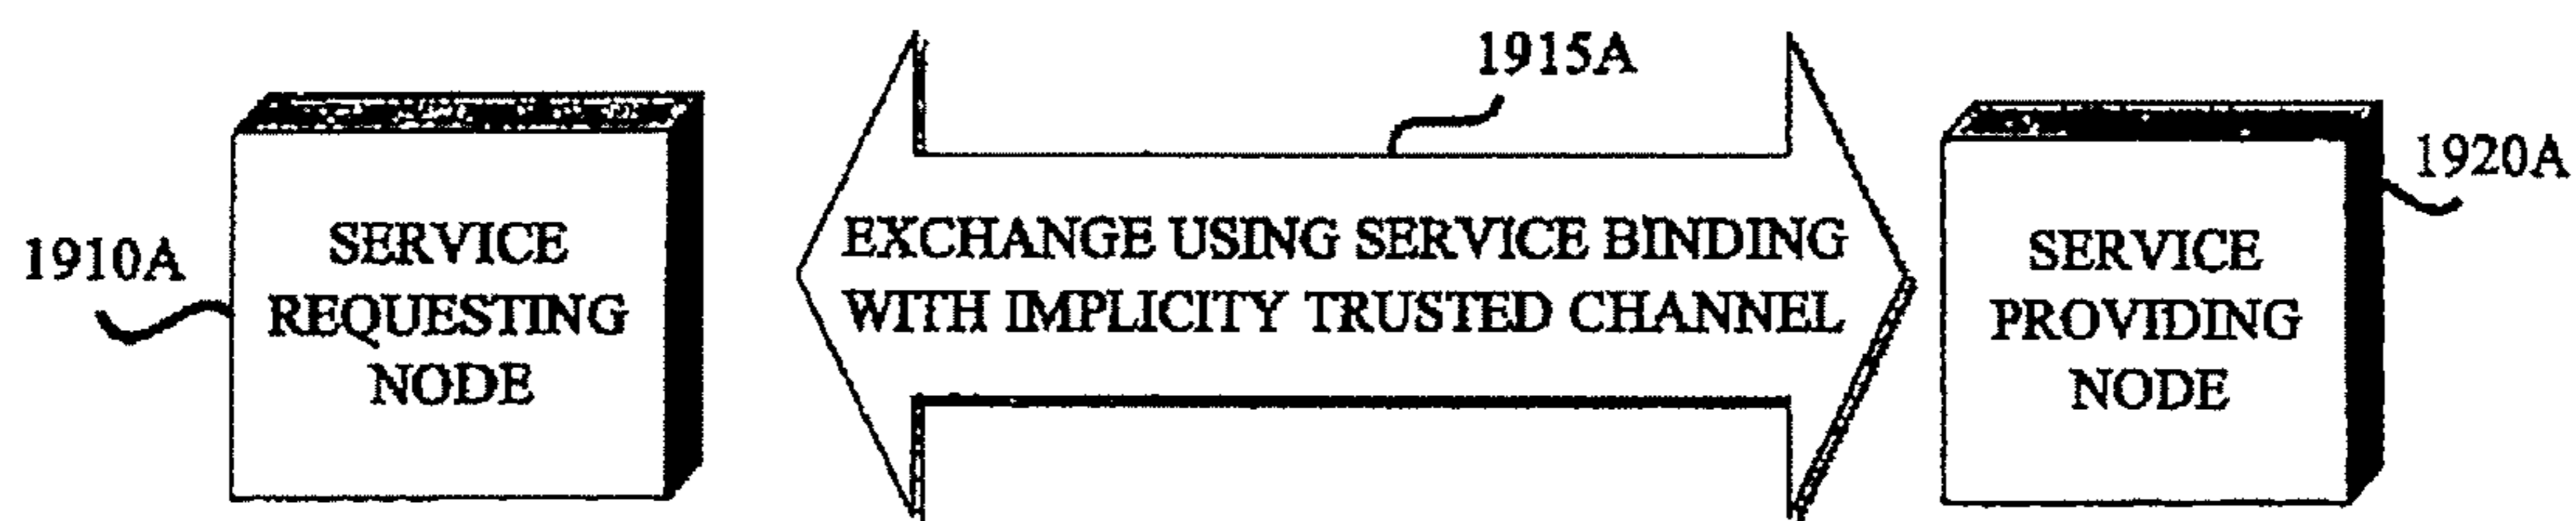 1915A
1920A
1910A
SERVICE
REQUESTING
NODE
EXCHANGE USING SERVICE BINDING
WITH IMPLICITY TRUSTED CHANNEL
SERVICE
PROVIDING
NODE